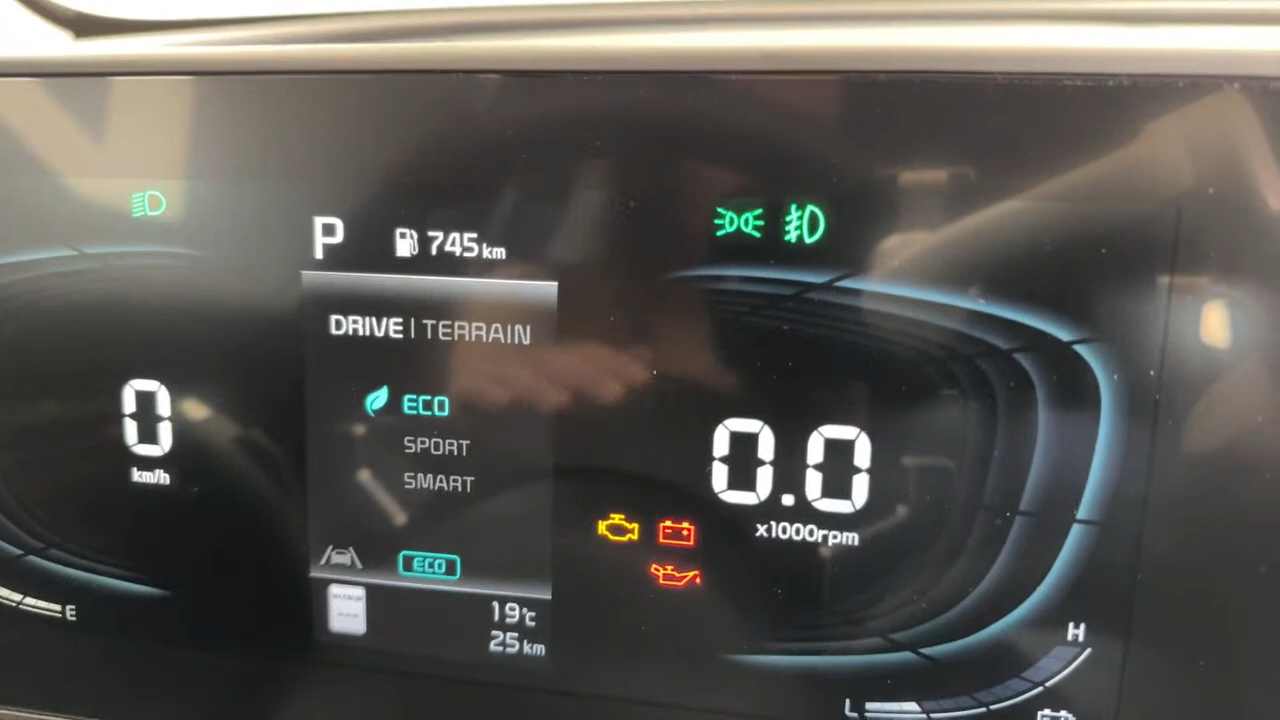 P 745 km
DRIVE | TERRAIN
ECO
SPORT
SMART
0
km/h
0.0
x1000rpm
ECO
E
19°C
25 km
H
L